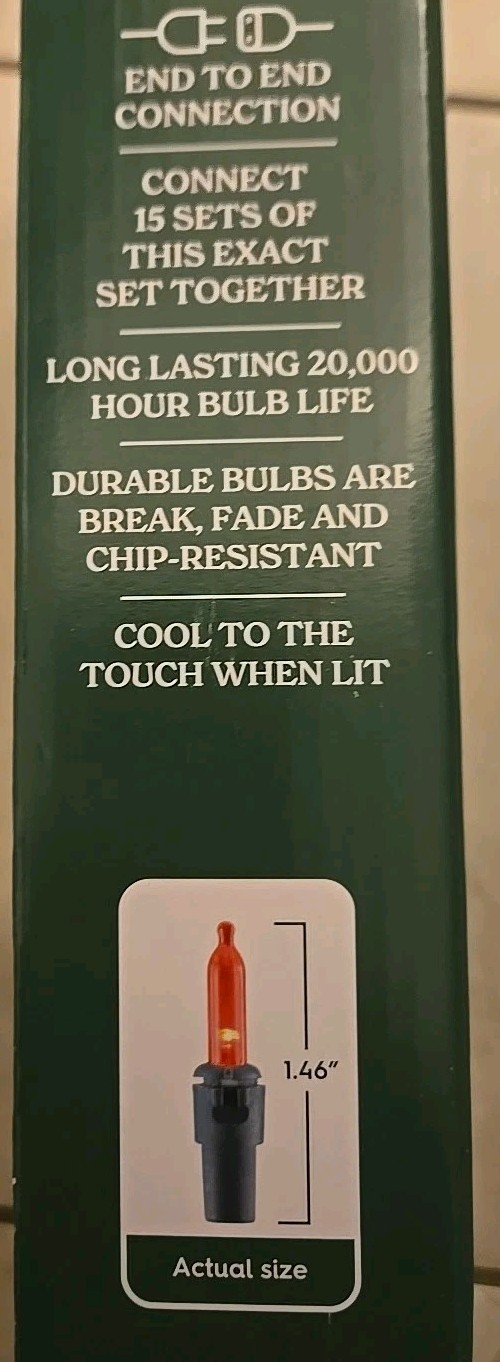 END TO END
CONNECTION
CONNECT
15 SETS OF
THIS EXACT
SET TOGETHER
LONG LASTING 20,000
HOUR BULB LIFE
DURABLE BULBS ARE
BREAK, FADE AND
CHIP-RESISTANT
COOL TO THE
TOUCH WHEN LIT
1.46”
Actual size